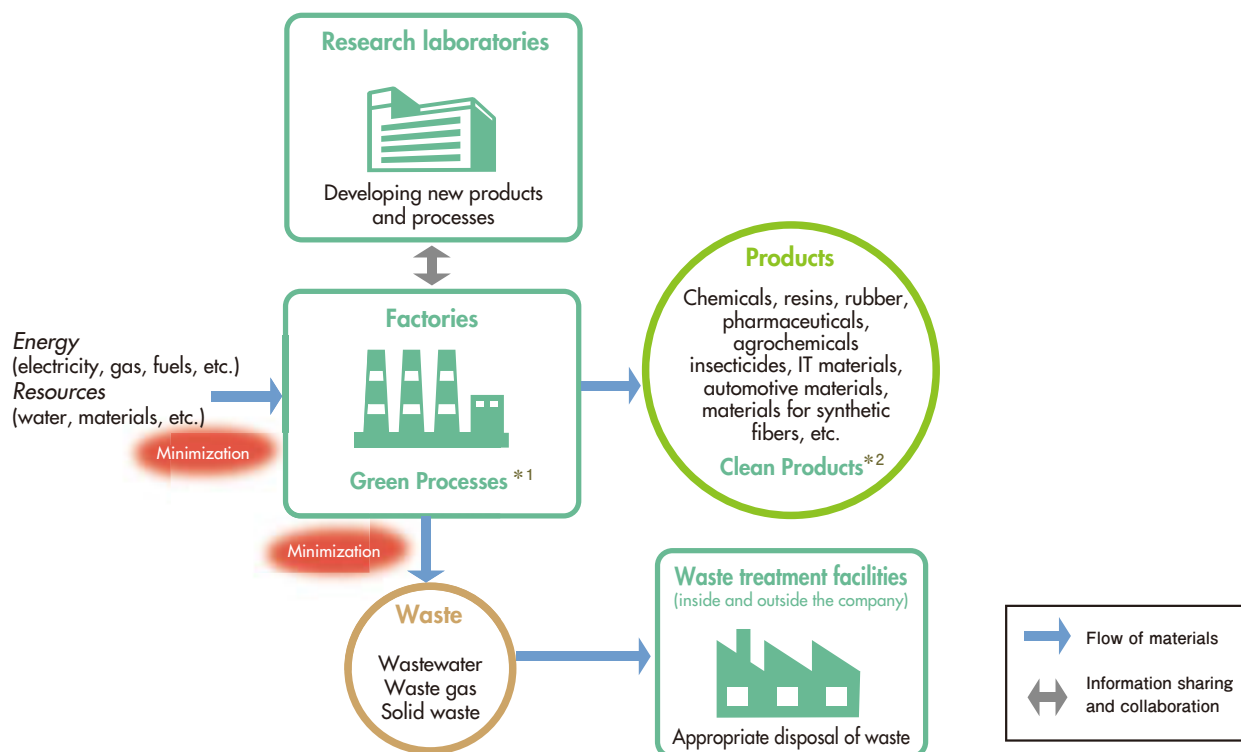 Research laboratories
Developing new products
and processes
Factories
Green Processes *1
Energy
(electricity, gas, fuels, etc.)
Resources
(water, materials, etc.)
Minimization
Products
Chemicals, resins, rubber,
pharmaceuticals,
agrochemicals
insecticides, IT materials,
automotive materials,
materials for synthetic
fibers, etc.
Clean Products*2
Minimization
Waste
Wastewater
Waste gas
Solid waste
Waste treatment facilities
(inside and outside the company)
Appropriate disposal of waste
Flow of materials
Information sharing
and collaboration